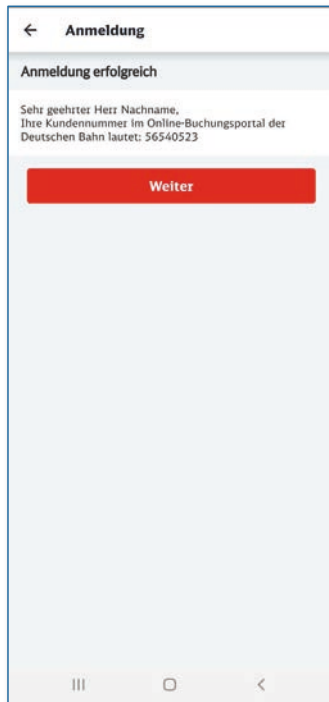 Anmeldung
Anmeldung erfolgreich
Sehr geehrter Herr Nachname,
Ihre Kundennummer im Online-Buchungsportal der
Deutschen Bahn lautet: 56540523
Weiter